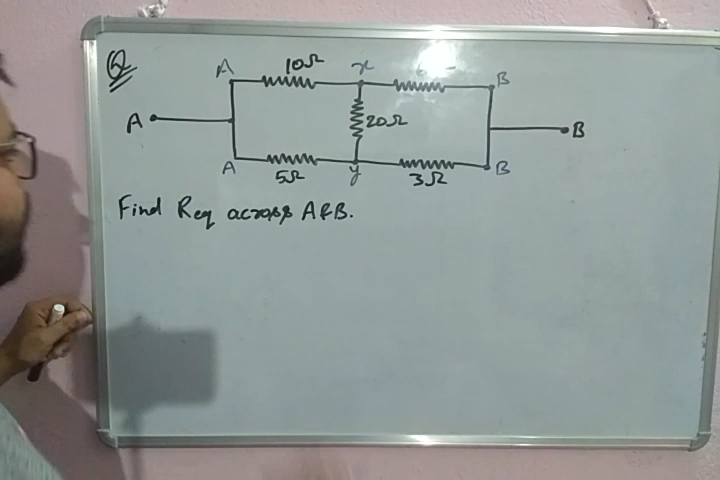 Q
A 10Ω x B
A 20Ω B
A 5Ω y 3Ω B
Find Req across A&B.